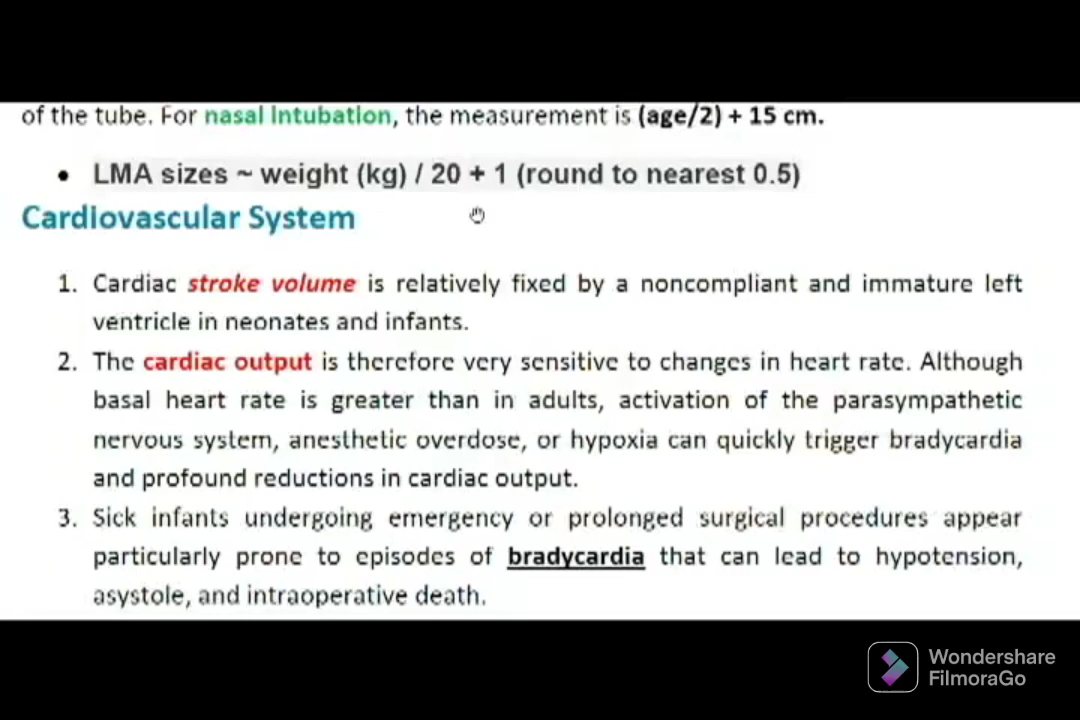 of the tube. For nasal Intubation, the measurement is (age/2) + 15 cm.
• LMA sizes ~ weight (kg) / 20 + 1 (round to nearest 0.5)
Cardiovascular System
1. Cardiac stroke volume is relatively fixed by a noncompliant and immature left
ventricle in neonates and infants.
2. The cardiac output is therefore very sensitive to changes in heart rate. Although
basal heart rate is greater than in adults, activation of the parasympathetic
nervous system, anesthetic overdose, or hypoxia can quickly trigger bradycardia
and profound reductions in cardiac output.
3. Sick infants undergoing emergency or prolonged surgical procedures appear
particularly prone to episodes of bradycardia that can lead to hypotension,
asystole, and intraoperative death.
Wondershare
FilmoraGo